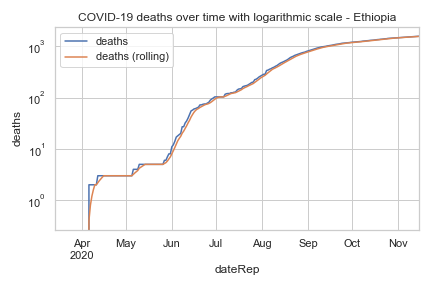 COVID-19 deaths over time with logarithmic scale - Ethiopia
deaths
deaths (rolling)
10³
10²
10¹
10⁰
deaths
Apr May Jun Jul Aug Sep Oct Nov
2020
dateRep